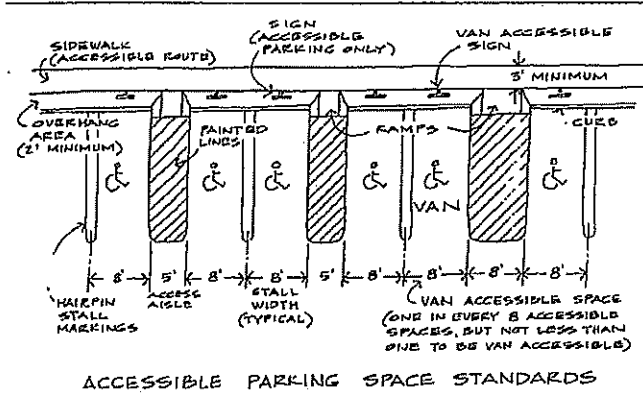 SIGN
(ACCESSIBLE
PARKING ONLY)
VAN ACCESSIBLE
SIGN
SIDEWALK
(ACCESSIBLE ROUTE)
3' MINIMUM
OVERHANG
AREA
(2' MINIMUM)
PAINTED
LINES
RAMPS
CURB
VAN
8' 5' 8' 8' 5' 8' 8' 8' 8'
HAIRPIN
STALL
MARKINGS
ACCESS
AISLE
STALL
WIDTH
(TYPICAL)
VAN ACCESSIBLE SPACE
(ONE IN EVERY 8 ACCESSIBLE
SPACES, BUT NOT LESS THAN
ONE TO BE VAN ACCESSIBLE)
ACCESSIBLE PARKING SPACE STANDARDS